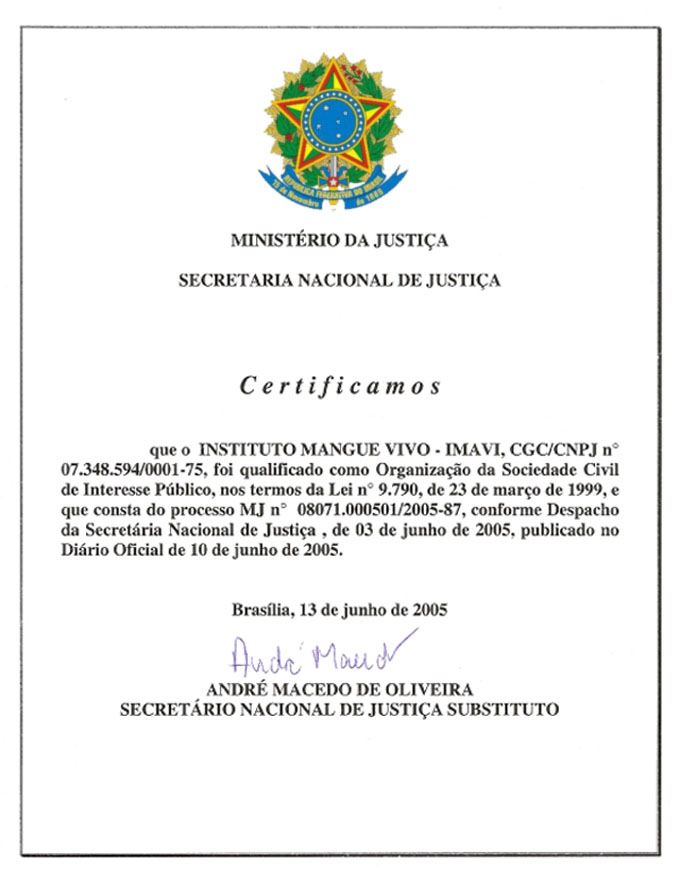 REPÚBLICA FEDERATIVA DO BRASIL
15 de Novembro de 1889
MINISTÉRIO DA JUSTIÇA
SECRETARIA NACIONAL DE JUSTIÇA
Certificamos
que o INSTITUTO MANGUE VIVO - IMAVI, CGC/CNPJ n°
07.348.594/0001-75, foi qualificado como Organização da Sociedade Civil
de Interesse Público, nos termos da Lei n° 9.790, de 23 de março de 1999, e
que consta do processo MJ n° 08071.000501/2005-87, conforme Despacho
da Secretária Nacional de Justiça , de 03 de junho de 2005, publicado no
Diário Oficial de 10 de junho de 2005.
Brasília, 13 de junho de 2005
André Macedo
ANDRÉ MACEDO DE OLIVEIRA
SECRETÁRIO NACIONAL DE JUSTIÇA SUBSTITUTO